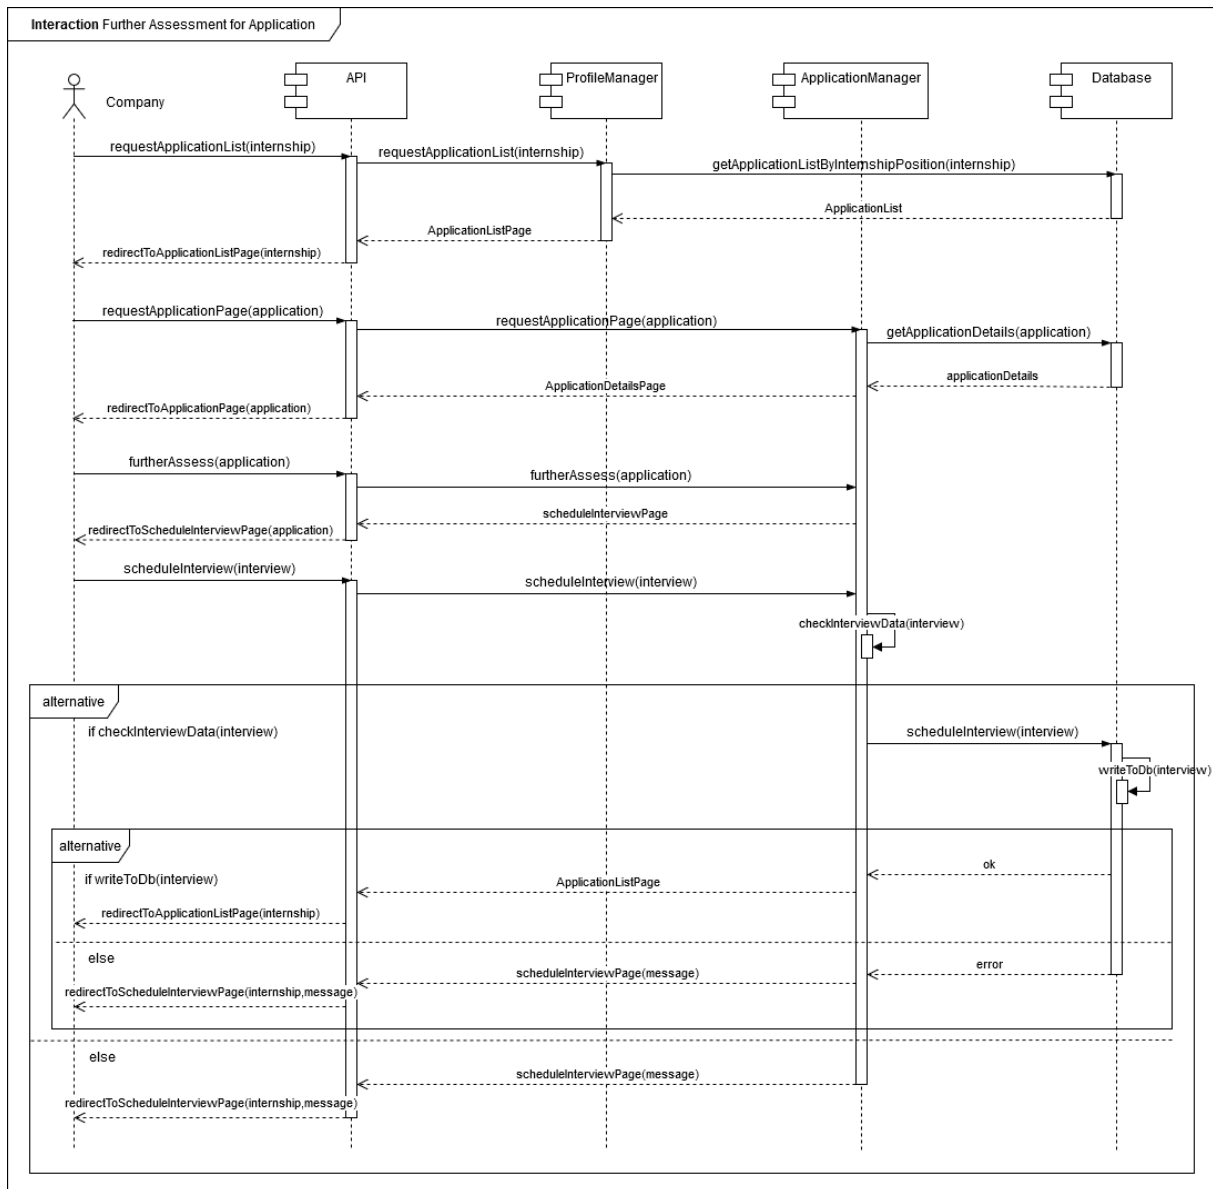 Interaction Further Assessment for Application
Company
API
ProfileManager
ApplicationManager
Database
requestApplicationList(internship)
requestApplicationList(internship)
getApplicationListByInternshipPosition(internship)
ApplicationList
ApplicationListPage
redirectToApplicationListPage(internship)
requestApplicationPage(application)
requestApplicationPage(application)
getApplicationDetails(application)
applicationDetails
ApplicationDetailsPage
redirectToApplicationPage(application)
furtherAssess(application)
furtherAssess(application)
scheduleInterviewPage
redirectToScheduleInterviewPage(application)
scheduleInterview(interview)
scheduleInterview(interview)
checkInterviewData(interview)
alternative
if checkInterviewData(interview)
scheduleInterview(interview)
writeToDb(interview)
alternative
ok
if writeToDb(interview)
ApplicationListPage
redirectToApplicationListPage(internship)
else
error
scheduleInterviewPage(message)
redirectToScheduleInterviewPage(internship,message)
else
scheduleInterviewPage(message)
redirectToScheduleInterviewPage(internship,message)